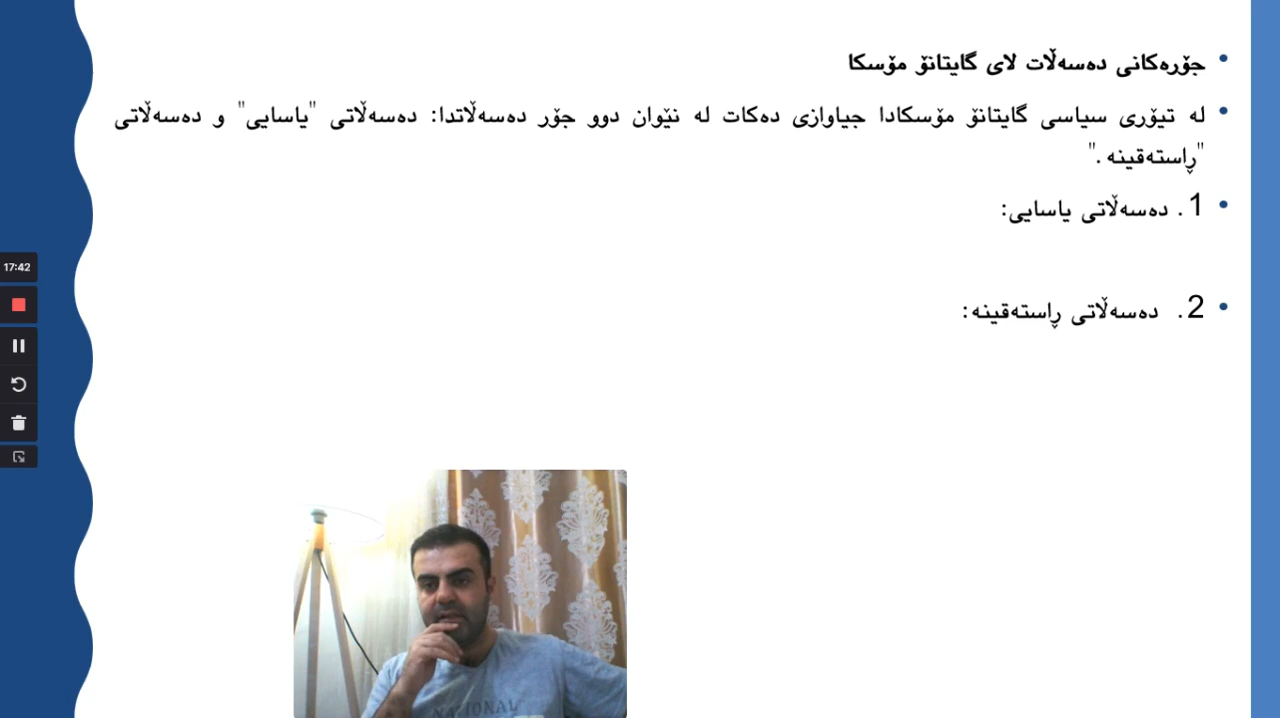 جۆرەکانی دەسەڵات لای گایتانۆ مۆسکا
لە تیۆری سیاسی گایتانۆ مۆسکادا جیاوازی دەکات لە نێوان دوو جۆر دەسەڵاتدا: دەسەڵاتی "یاسایی" و دەسەڵاتی
"ڕاستەقینە."
1. دەسەڵاتی یاسایی:
2. دەسەڵاتی ڕاستەقینە:
17:42
NATIONAL